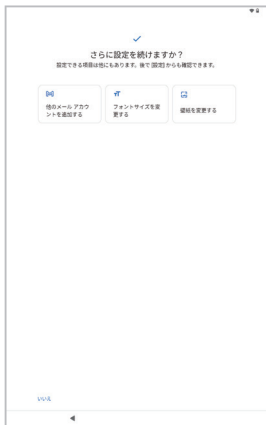 さらに設定を続けますか？
設定できる項目は他にもあります。後で [設定] からも確認できます。
他のメール アカウ
ントを追加する
フォントサイズを変
更する
壁紙を変更する
いいえ